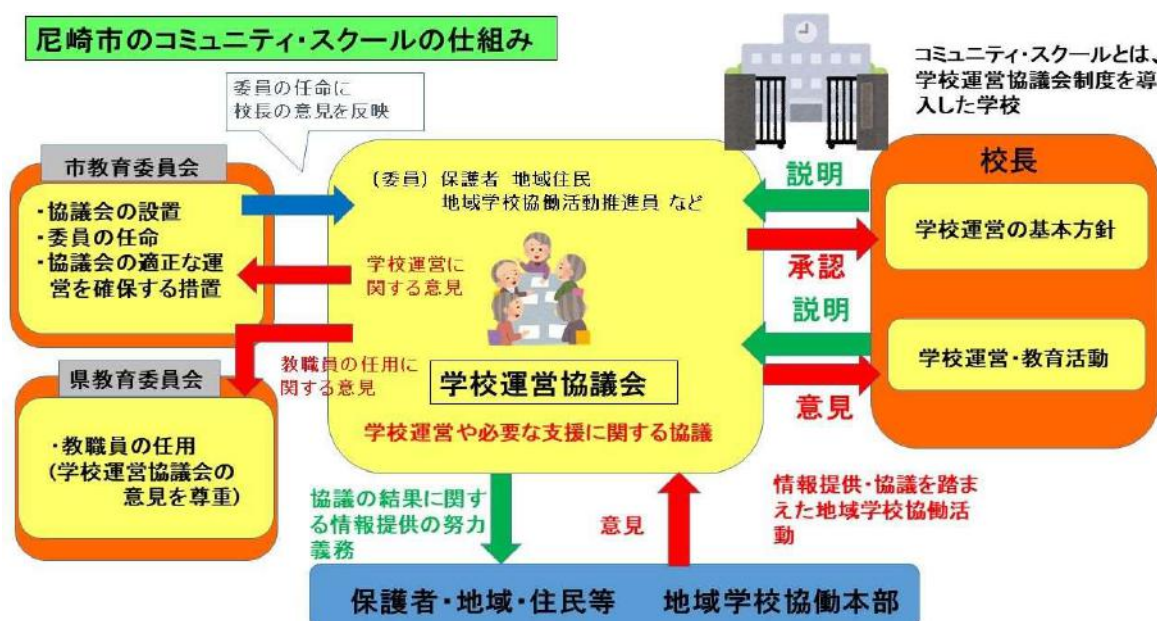 尼崎市のコミュニティ・スクールの仕組み
コミュニティ・スクールとは、
学校運営協議会制度を導
入した学校
委員の任命に
校長の意見を反映
市教育委員会
・協議会の設置
・委員の任命
・協議会の適正な運
営を確保する措置
(委員) 保護者 地域住民
地域学校協働活動推進員 など
学校運営に
関する意見
教職員の任用に
関する意見
学校運営協議会
学校運営や必要な支援に関する協議
説明
承認
説明
意見
校長
学校運営の基本方針
学校運営・教育活動
県教育委員会
・教職員の任用
(学校運営協議会の
意見を尊重)
協議の結果に関す
る情報提供の努力
義務
意見
情報提供・協議を踏ま
えた地域学校協働活
動
保護者・地域・住民等 地域学校協働本部